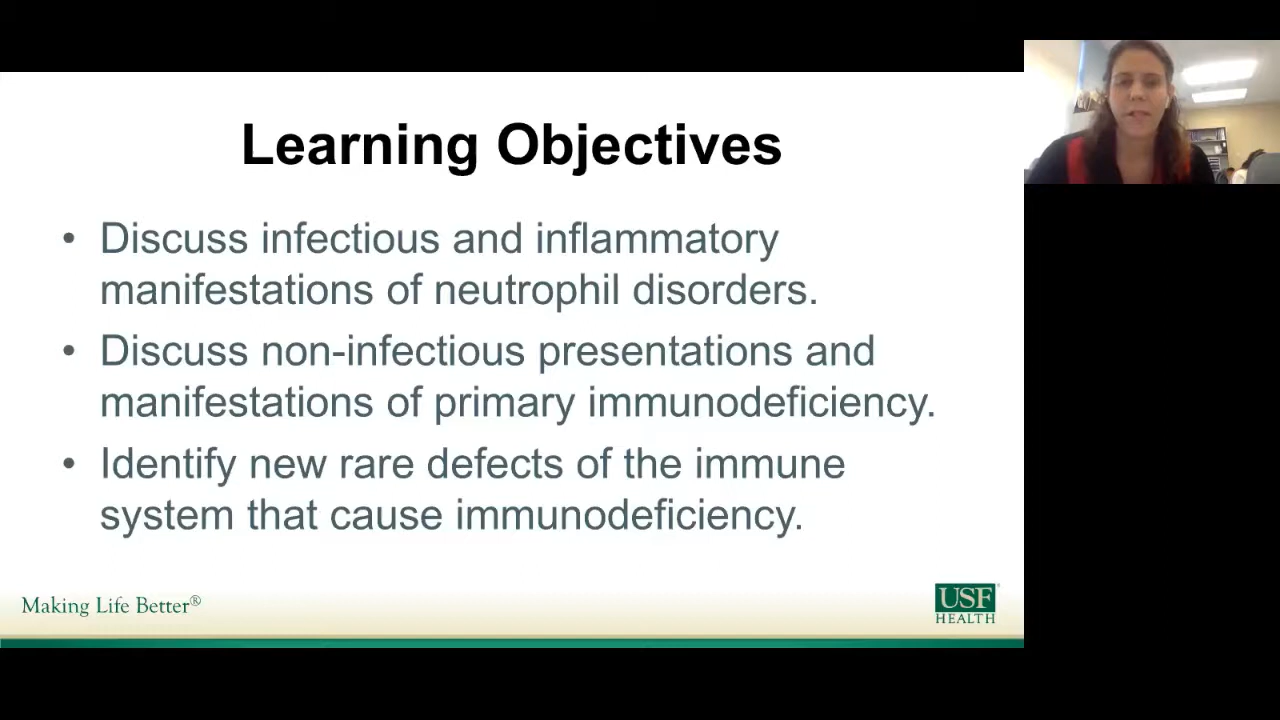 Learning Objectives
• Discuss infectious and inflammatory
manifestations of neutrophil disorders.
• Discuss non-infectious presentations and
manifestations of primary immunodeficiency.
• Identify new rare defects of the immune
system that cause immunodeficiency.
Making Life Better®
USF
HEALTH